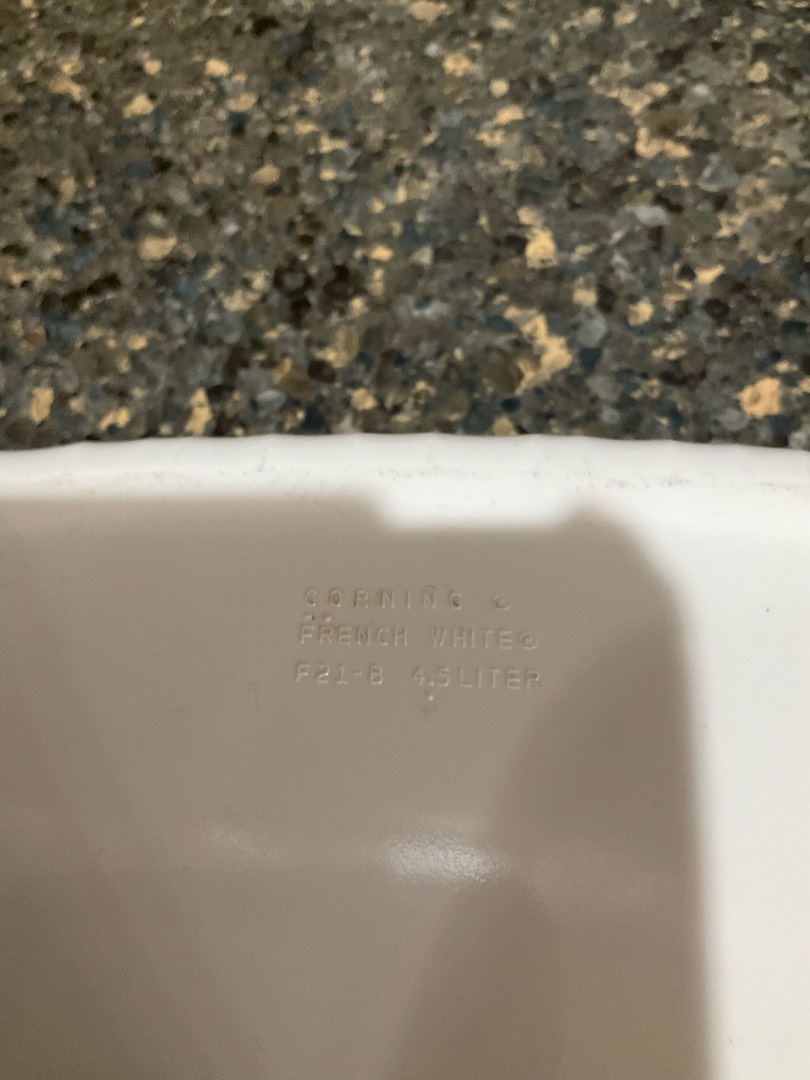 CORNING ®
FRENCH WHITE®
F21-B 4.5 LITER